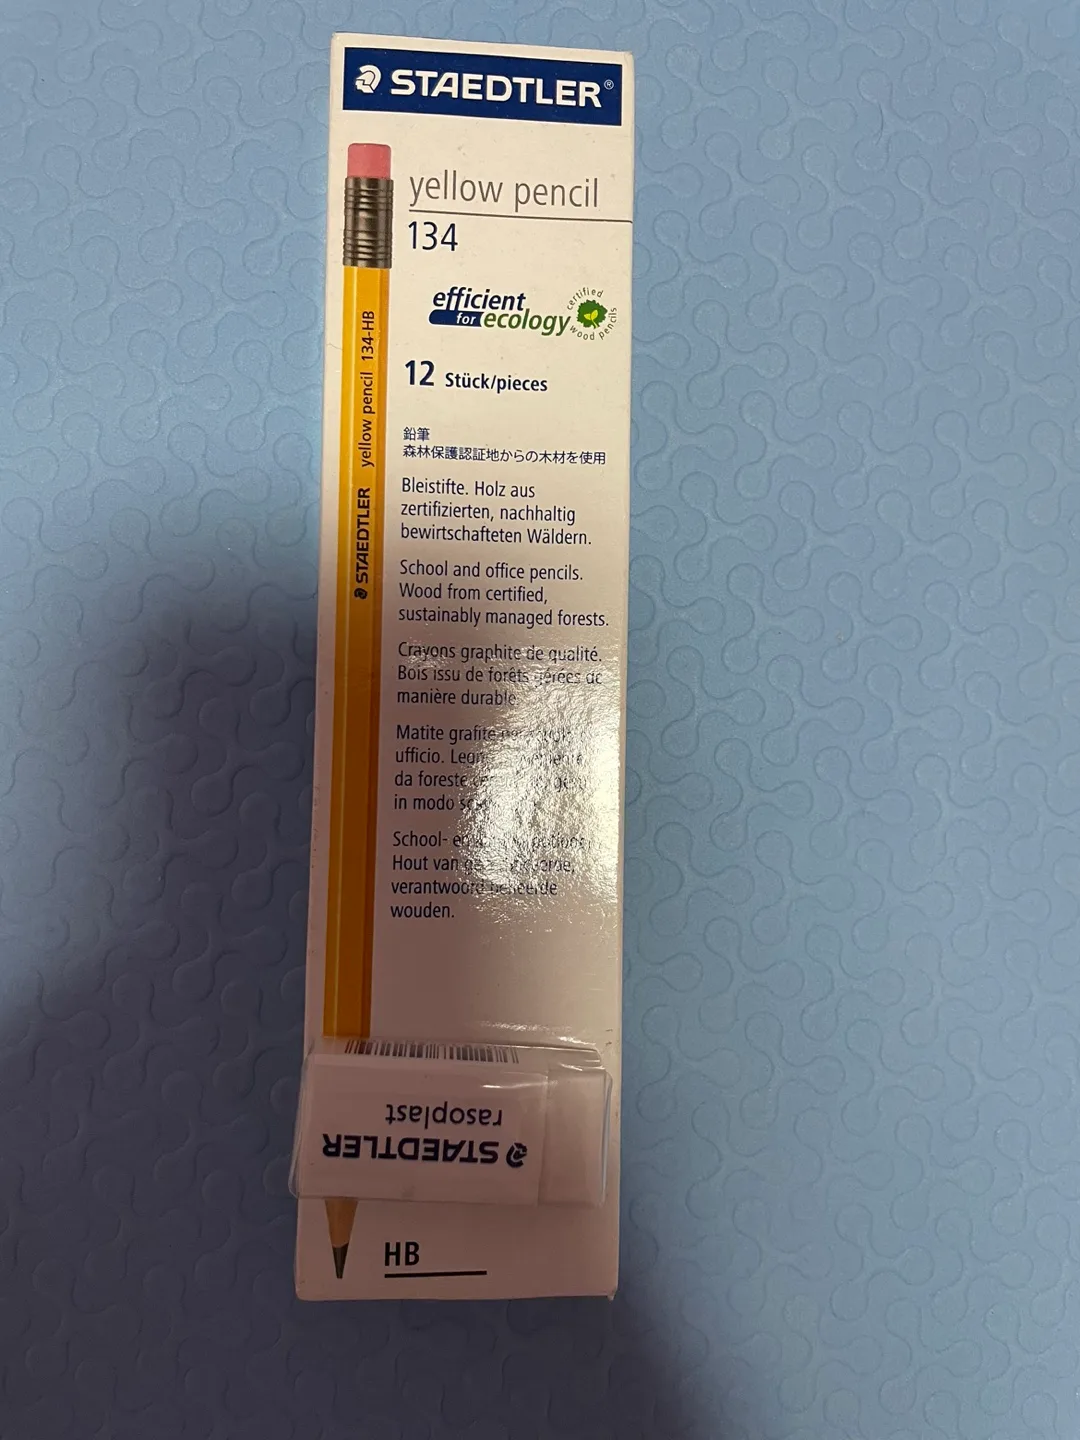 STAEDTLER®
yellow pencil
134
efficient
for ecology
certified
wood pencils
12 Stück/pieces
鉛筆
森林保護認証地からの木材を使用
Bleistifte. Holz aus
zertifizierten, nachhaltig
bewirtschafteten Wäldern.
School and office pencils.
Wood from certified,
sustainably managed forests.
Crayons graphite de qualité.
Bois issu de forêts gérées de
manière durable.
Matite grafite
ufficio.
da foreste
in modo
School-
Hout van
verantwoord beheerde
wouden.
STAEDTLER yellow pencil 134-HB
STAEDTLER
rasoplast
HB